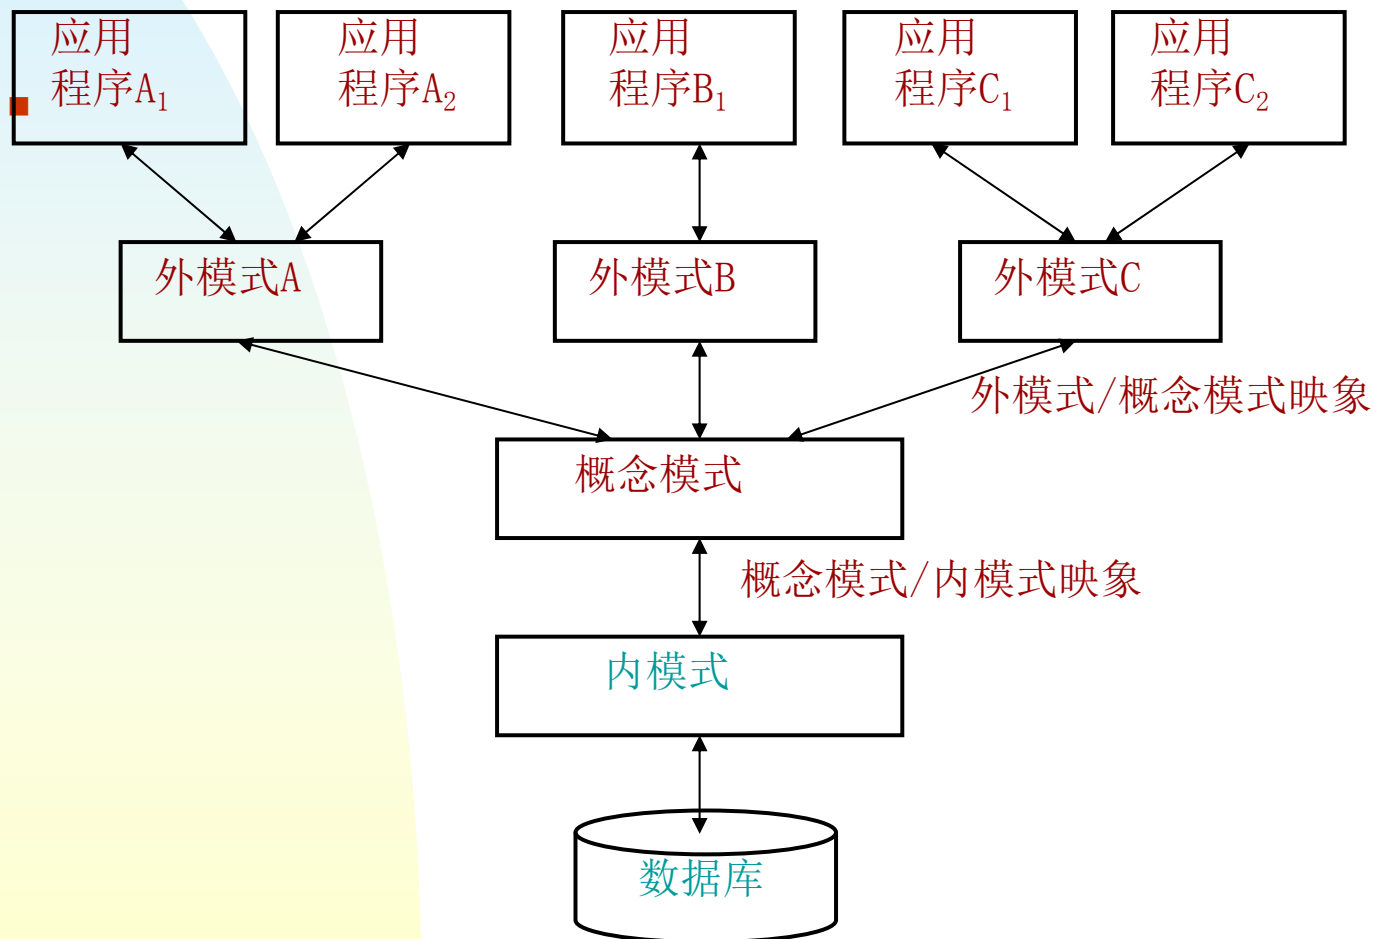 应用
程序A₁
应用
程序A₂
应用
程序B₁
应用
程序C₁
应用
程序C₂
外模式A
外模式B
外模式C
外模式/概念模式映象
概念模式
概念模式/内模式映象
内模式
数据库